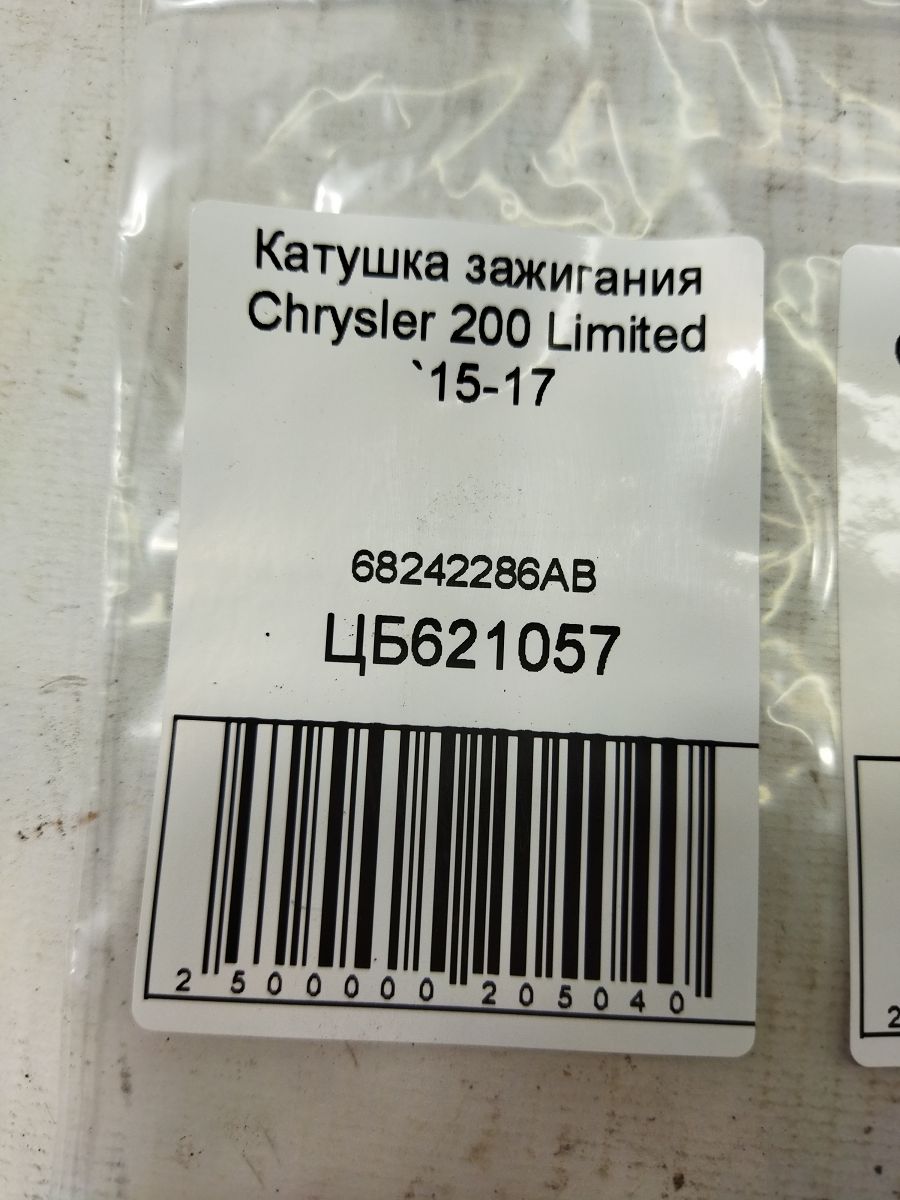 Катушка зажигания
Chrysler 200 Limited
`15-17
68242286AB
ЦБ621057
2 500000 205040